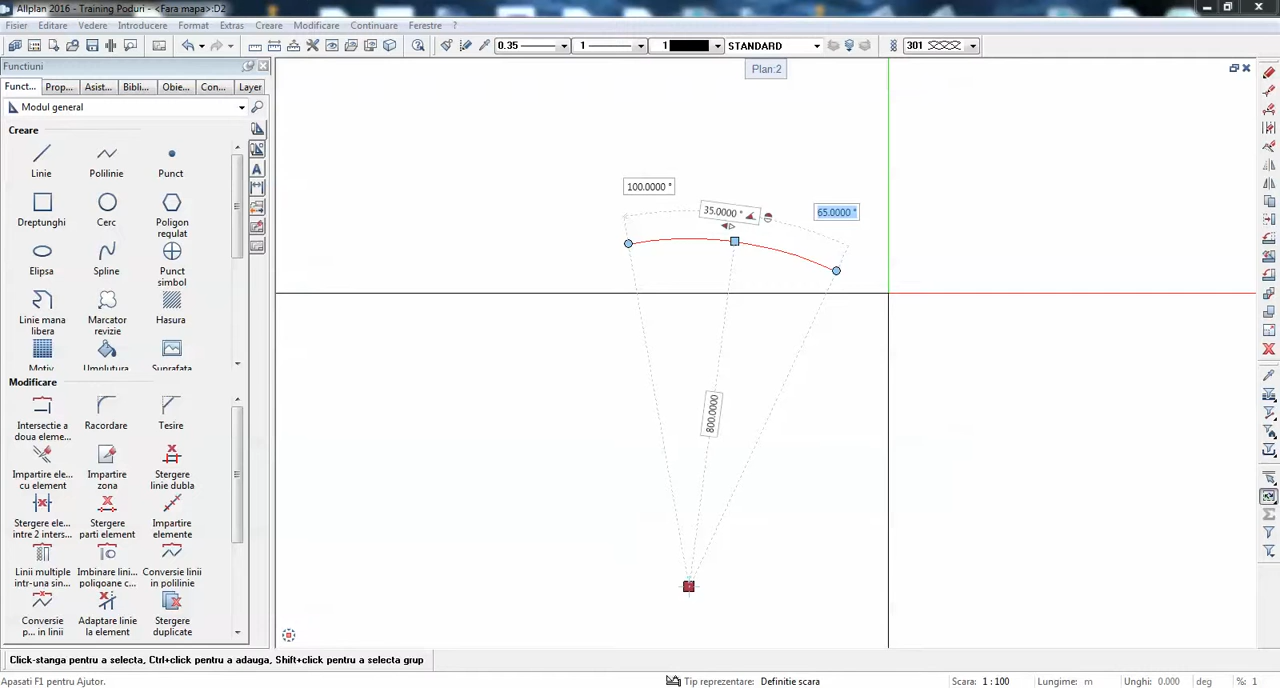 Allplan 2016 - Training Poduri - <Fara mapa>:D2
Fisier Editare Vedere Introducere Format Extras Creare Modificare Continuare Ferestre ?
0.35 1 1 STANDARD 301
Functiuni
Plan:2
Funct... Prop... Asist... Bibli... Obie... Con... Layer
Modul general
Creare
Linie Polilinie Punct
Dreptunghi Cerc Poligon regulat
Elipsa Spline Punct simbol
Linie mana libera Marcator revizie Hasura
Motiv Umplutura Suprafata
Modificare
Intersectie a doua eleme... Racordare Tesire
Impartire ele... cu element Impartire zona Stergere linie dubla
Stergere ele... intre 2 inters... Stergere parti element Impartire elemente
Linii multiple intr-una sin... Imbinare lini... poligoane c... Conversie linii in polilinie
Conversie p... in linii Adaptare linie la element Stergere duplicate
100.0000 °
35.0000 °
65.0000 °
800.0000
Click-stanga pentru a selecta, Ctrl+click pentru a adauga, Shift+click pentru a selecta grup
Apasati F1 pentru Ajutor. Tip reprezentare: Definitie scara Scara: 1 : 100 Lungime: m Unghi: 0.000 deg %: 1